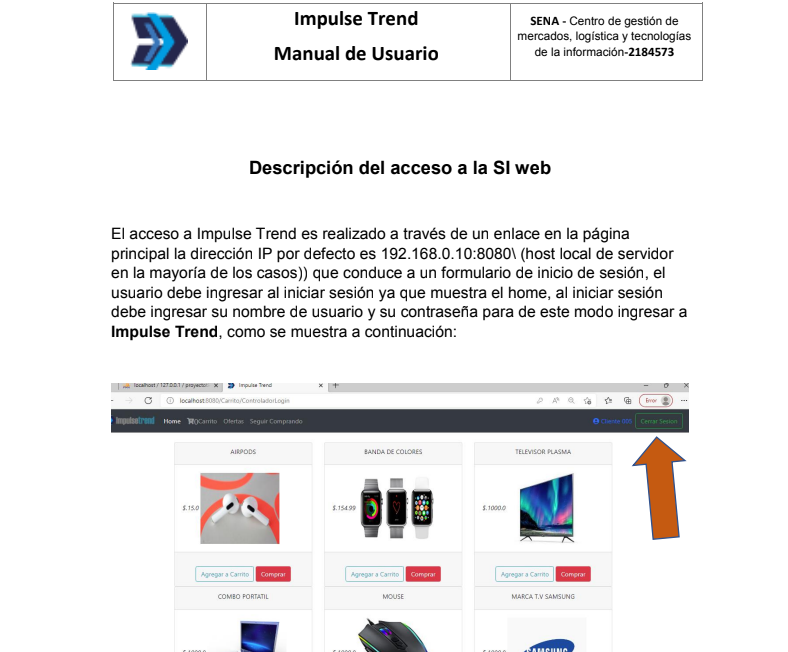 Impulse Trend
Manual de Usuario
SENA - Centro de gestión de
mercados, logística y tecnologías
de la información-2184573
Descripción del acceso a la SI web
El acceso a Impulse Trend es realizado a través de un enlace en la página
principal la dirección IP por defecto es 192.168.0.10:8080\ (host local de servidor
en la mayoría de los casos)) que conduce a un formulario de inicio de sesión, el
usuario debe ingresar al iniciar sesión ya que muestra el home, al iniciar sesión
debe ingresar su nombre de usuario y su contraseña para de este modo ingresar a
Impulse Trend, como se muestra a continuación:
localhost / 127.0.0.1 / proyecto
Impulse Trend
localhost:8080/Carrito/ControladorLogin
Error
ImpulseTrend Home (0)Carrito Ofertas Seguir Comprando
Cliente 001 Cerrar Sesion
AIRPODS
BANDA DE COLORES
TELEVISOR PLASMA
$.15.0
$.154.99
$.1000.0
Agregar a Carrito Comprar
Agregar a Carrito Comprar
Agregar a Carrito Comprar
COMBO PORTATIL
MOUSE
MARCA T.V SAMSUNG
$.1000.0
$.1000.0
$.1000.0
SAMSUNG